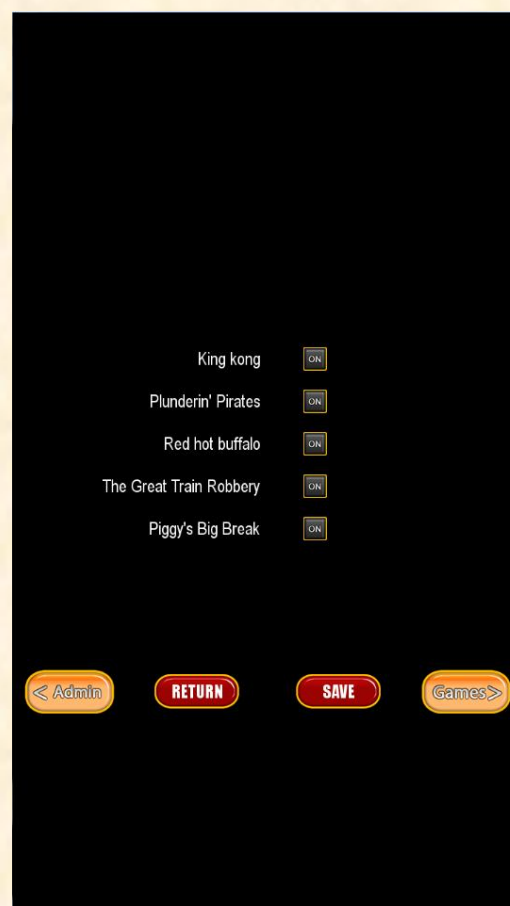 King kong ON
Plunderin' Pirates ON
Red hot buffalo ON
The Great Train Robbery ON
Piggy's Big Break ON
< Admin RETURN SAVE Games >